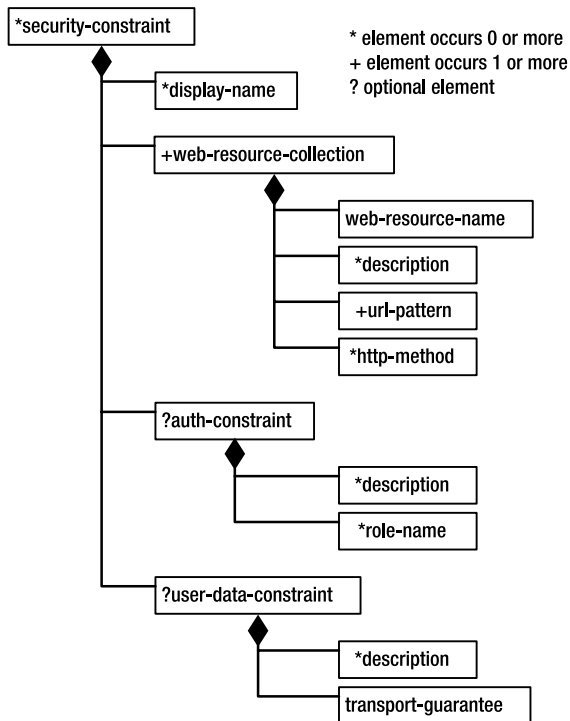 *security-constraint
* element occurs 0 or more
+ element occurs 1 or more
? optional element
*display-name
+web-resource-collection
web-resource-name
*description
+url-pattern
*http-method
?auth-constraint
*description
*role-name
?user-data-constraint
*description
transport-guarantee